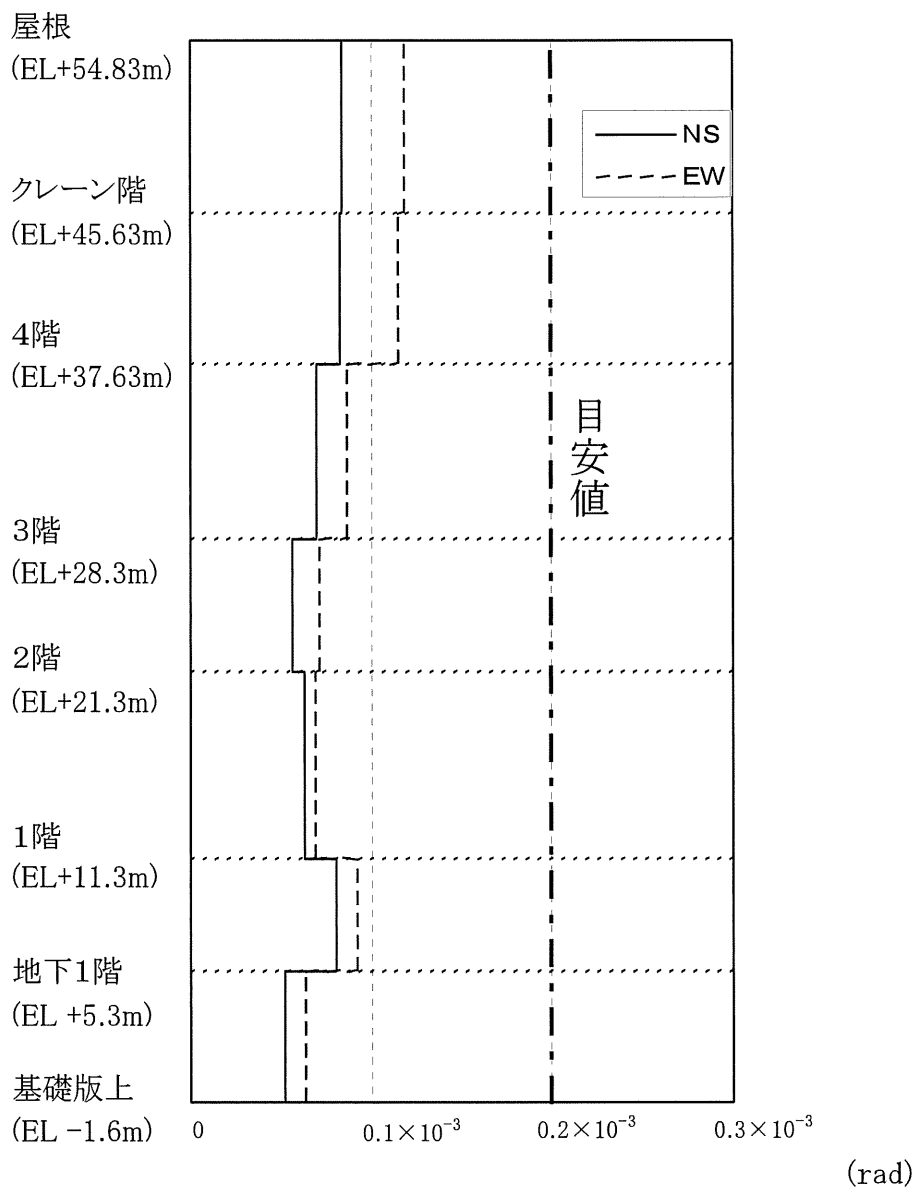 屋根
(EL+54.83m)
NS
EW
クレーン階
(EL+45.63m)
4階
(EL+37.63m)
目安値
3階
(EL+28.3m)
2階
(EL+21.3m)
1階
(EL+11.3m)
地下1階
(EL +5.3m)
基礎版上
(EL −1.6m)
0
0.1×10⁻³
0.2×10⁻³
0.3×10⁻³
(rad)